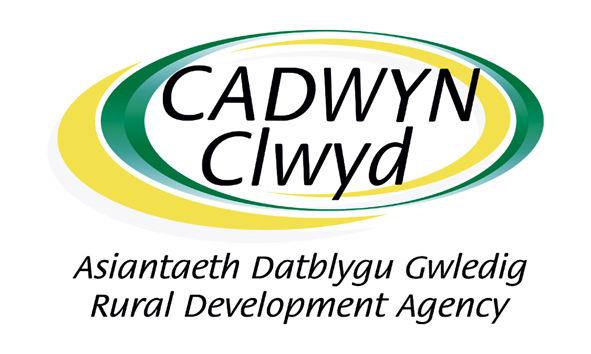 CADWYN
Clwyd
Asiantaeth Datblygu Gwledig
Rural Development Agency